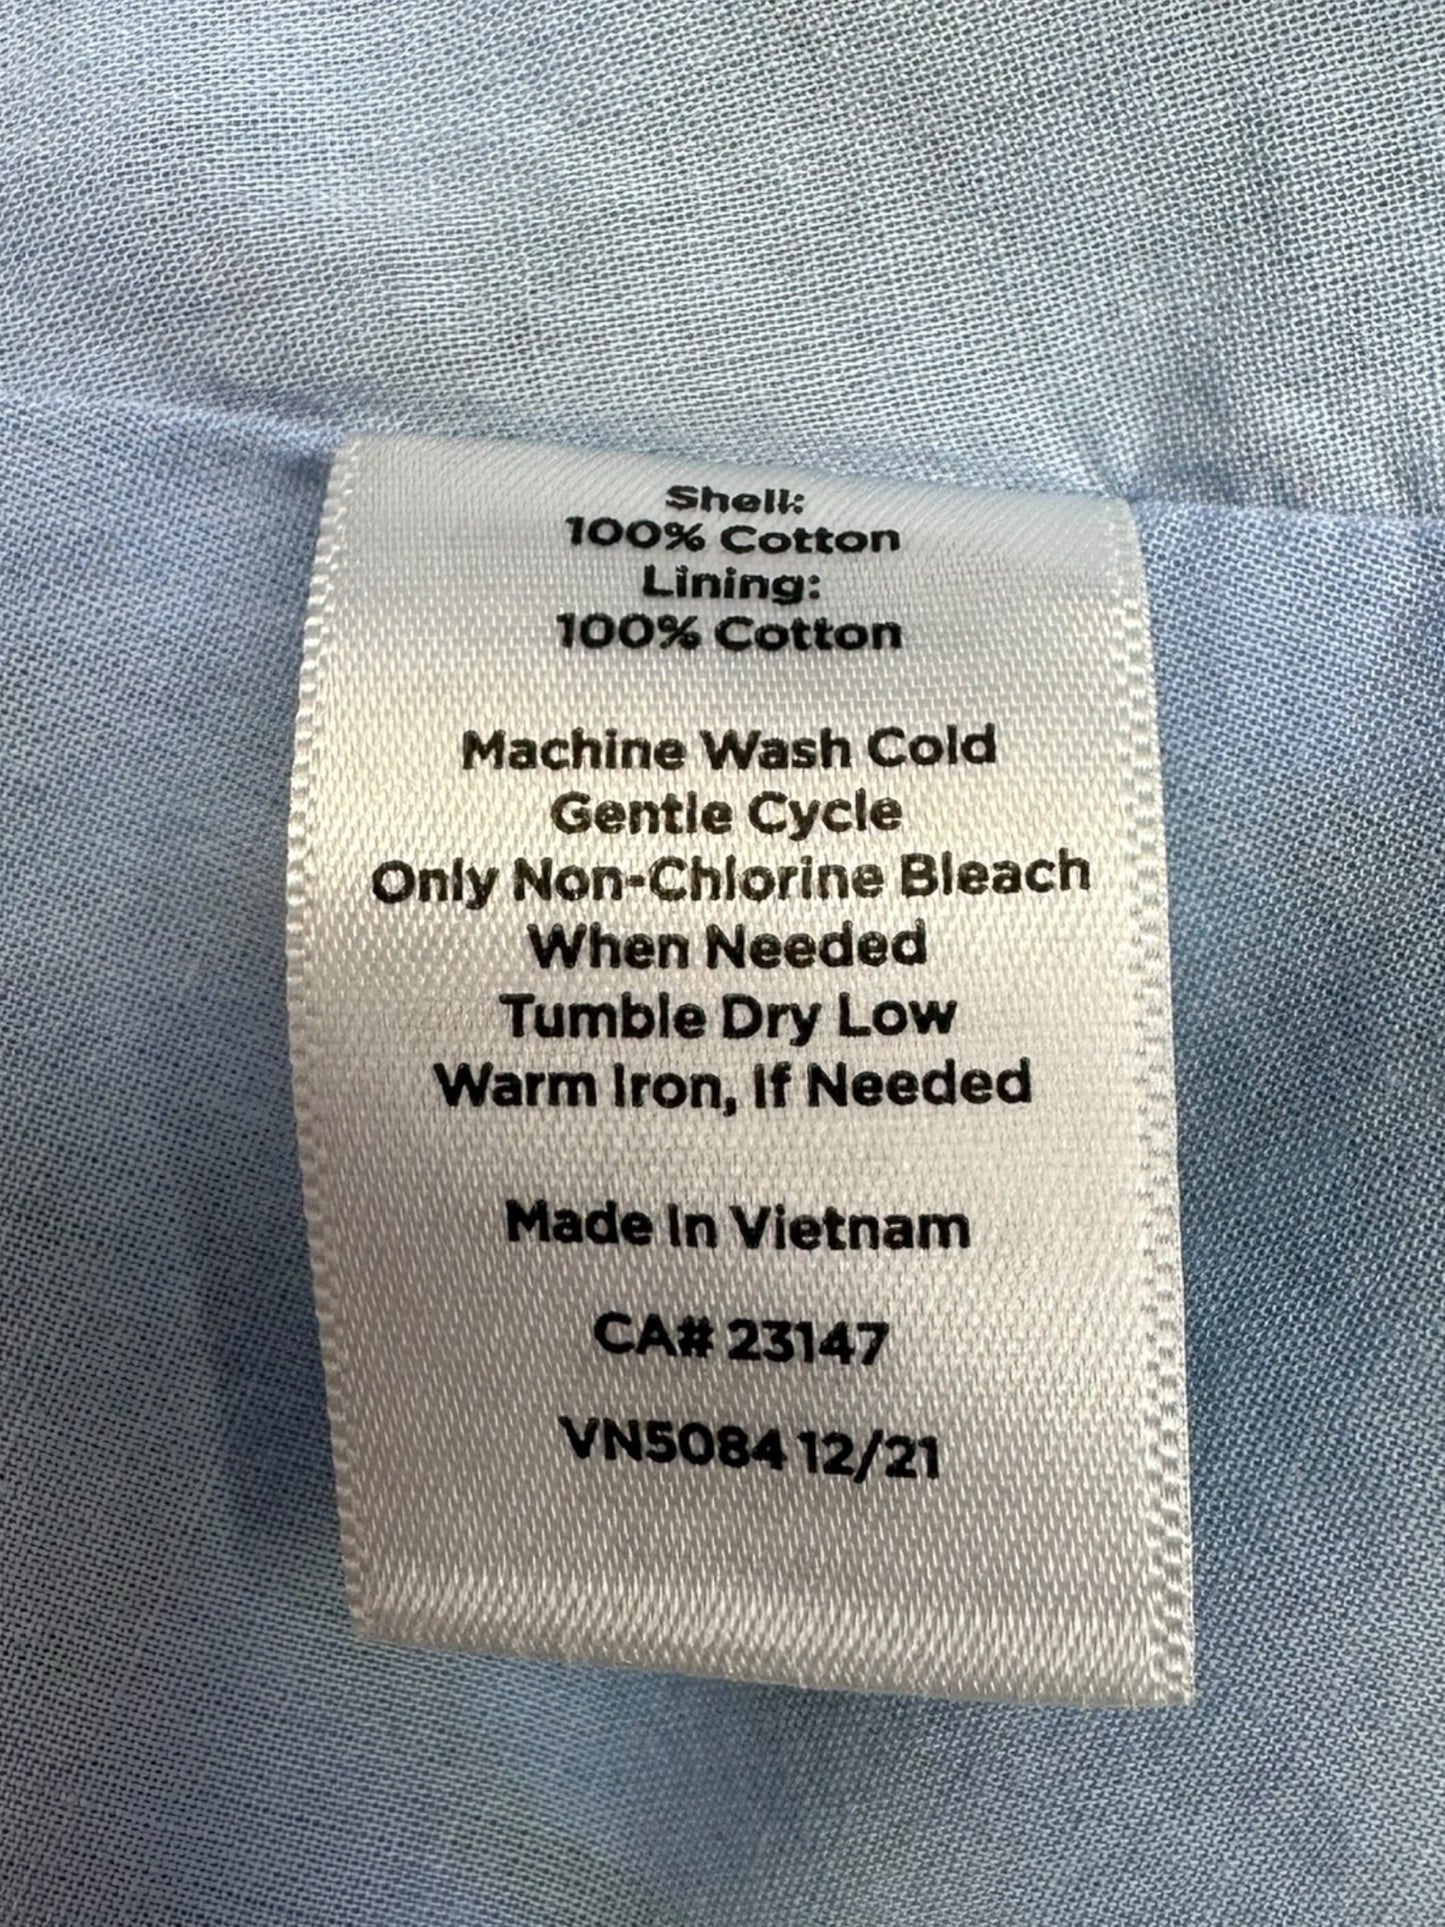 Shell:
100% Cotton
Lining:
100% Cotton
Machine Wash Cold
Gentle Cycle
Only Non-Chlorine Bleach
When Needed
Tumble Dry Low
Warm Iron, If Needed
Made In Vietnam
CA# 23147
VN5084 12/21